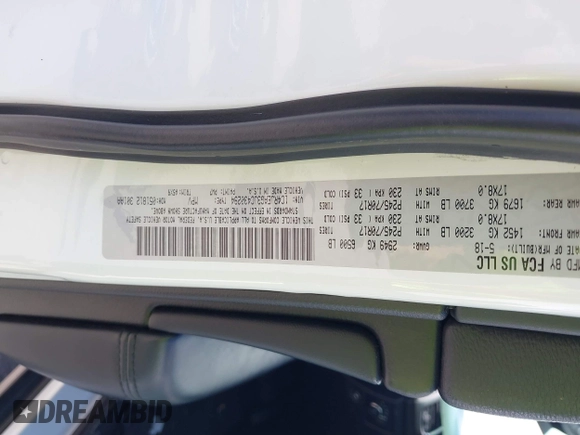 MFD BY FCA US LLC
DATE OF MFR(BUILT): 5-18
GVWR: 2949 KG 6500 LB
GAWR FRONT: 1452 KG 3200 LB
WITH P245/70R17 TIRES
17X8.0 RIMS AT 230 KPA ( 33 PSI) COLD
GAWR REAR: 1679 KG 3700 LB
WITH P245/70R17 TIRES
17X8.0 RIMS AT 230 KPA ( 33 PSI) COLD
THIS VEHICLE CONFORMS TO ALL APPLICABLE U.S.A. FEDERAL MOTOR VEHICLE SAFETY
STANDARDS IN EFFECT ON THE DATE OF MANUFACTURE SHOWN ABOVE
TYPE: MPV
VEHICLE MADE IN U.S.A.
PAINT: PW7
DREAMBID